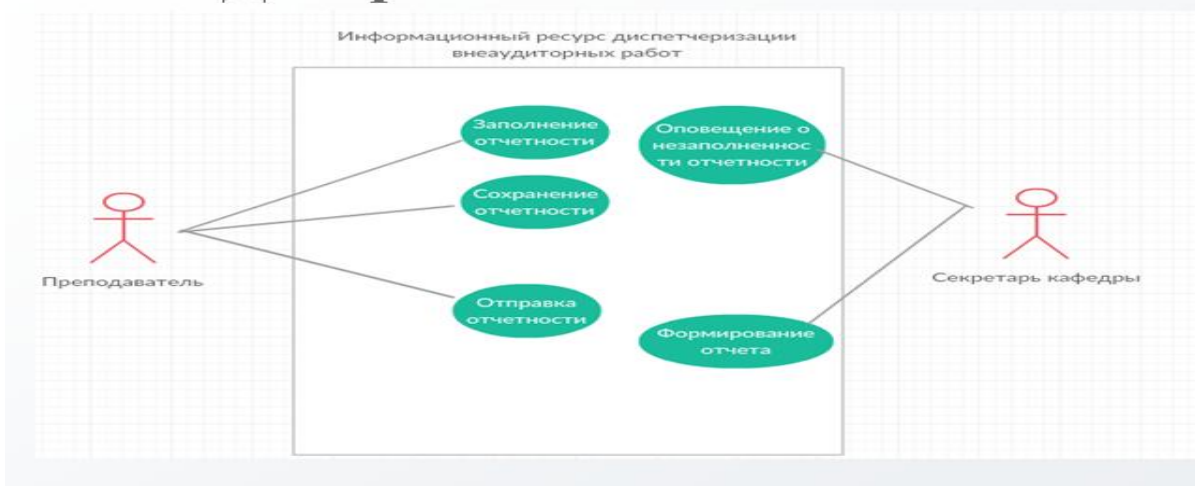 Информационный ресурс диспетчеризации
внеаудиторных работ
Заполнение
отчетности
Оповещение о
незаполненнос
ти отчетности
Сохранение
отчетности
Преподаватель
Секретарь кафедры
Отправка
отчетности
Формирование
отчета